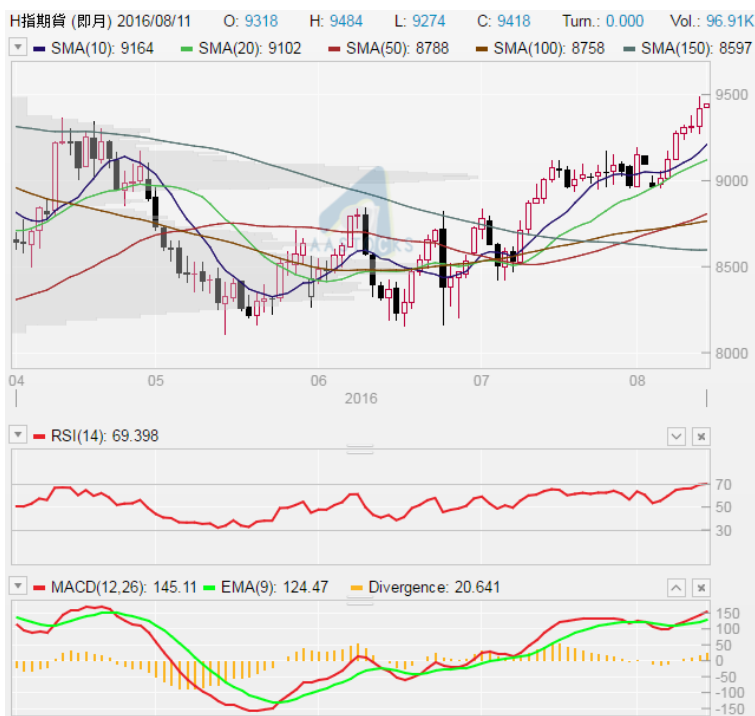 H指期貨 (即月) 2016/08/11 O: 9318 H: 9484 L: 9274 C: 9418 Turn.: 0.000 Vol.: 96.91K
SMA(10): 9164 SMA(20): 9102 SMA(50): 8788 SMA(100): 8758 SMA(150): 8597
9500
9000
AASTOCKS
8500
8000
04 05 06 07 08
2016
RSI(14): 69.398
70
50
30
MACD(12,26): 145.11 EMA(9): 124.47 Divergence: 20.641
150
100
50
0
-50
-100
-150